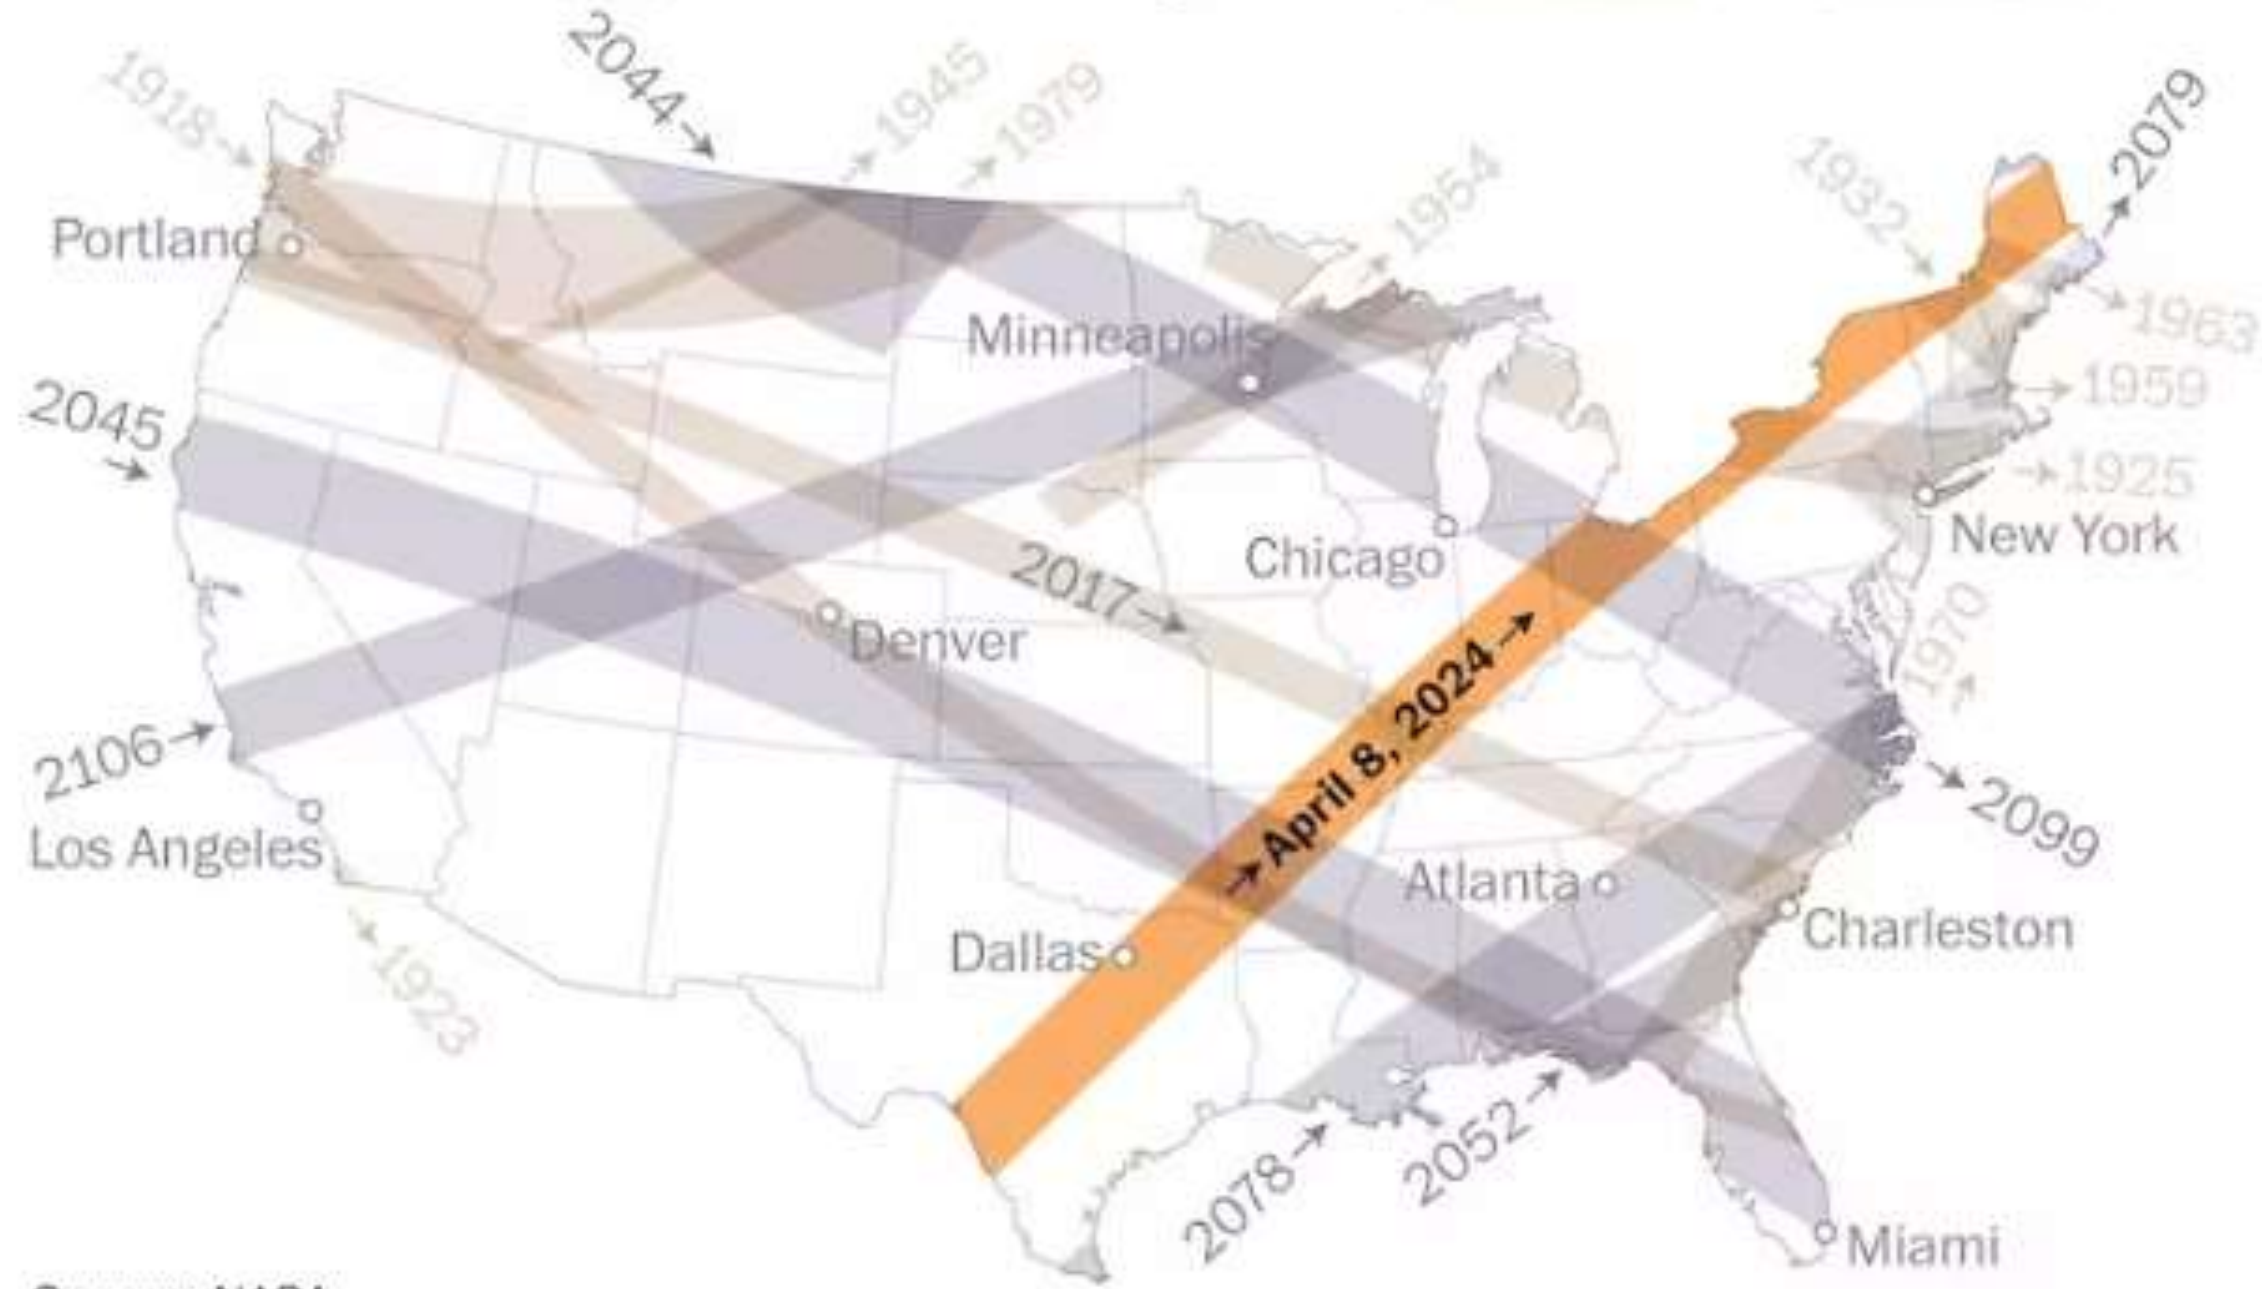 2044
1945
1979
2079
1918
1954
1932
Portland
1963
Minneapolis
1959
2045
1925
New York
Chicago
2017
Denver
1970
April 8, 2024
2106
2099
Los Angeles
Atlanta
Charleston
Dallas
1923
2078
2052
Miami